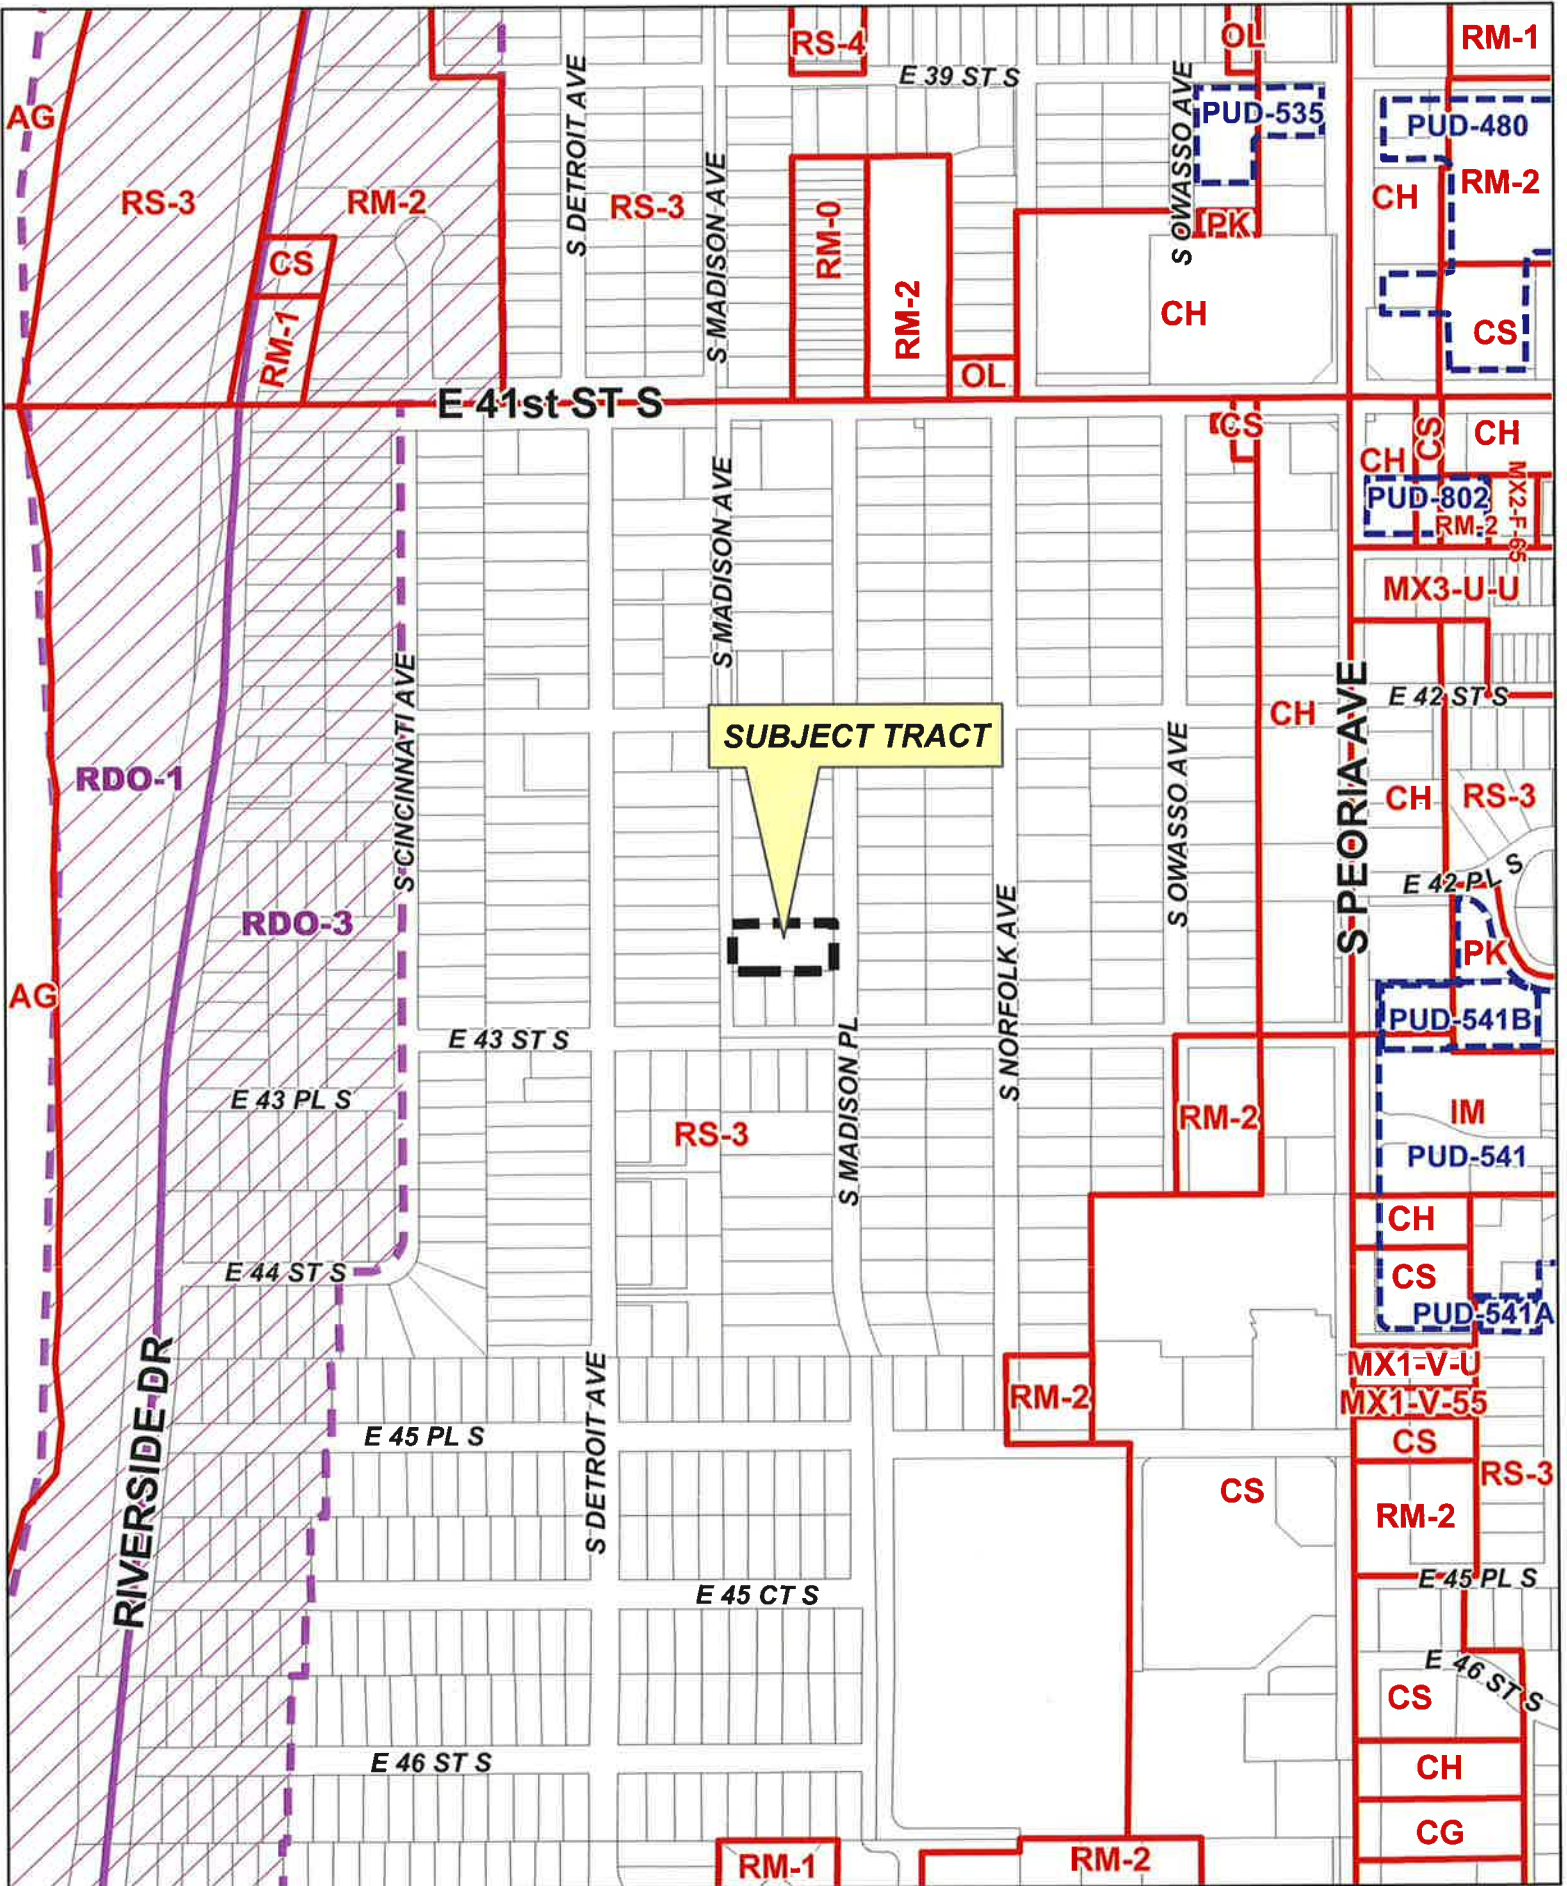 RS-4
OL
RM-1
E 39 ST S
AG
S DETROIT AVE
S OWASSO AVE
PUD-535
PUD-480
RS-3
RM-2
RS-3
S MADISON AVE
RM-0
PK
CH
RM-2
CS
RM-1
RM-2
CH
CS
OL
E 41st ST S
CS
CH
CS
CH
PUD-802
RM-2
MX2-F-65
S MADISON AVE
MX3-U-U
S CINCINNATI AVE
S PEORIA AVE
E 42 ST S
CH
SUBJECT TRACT
S OWASSO AVE
RDO-1
CH
RS-3
E 42 PL S
RDO-3
S NORFOLK AVE
PK
AG
PUD-541B
E 43 ST S
S MADISON PL
E 43 PL S
RM-2
IM
RS-3
PUD-541
CH
E 44 ST S
CS
PUD-541A
RIVERSIDE DR
S DETROIT AVE
MX1-V-U
RM-2
MX1-V-55
E 45 PL S
CS
CS
RS-3
RM-2
E 45 CT S
E 45 PL S
E 46 ST S
CS
E 46 ST S
CH
CG
RM-1
RM-2